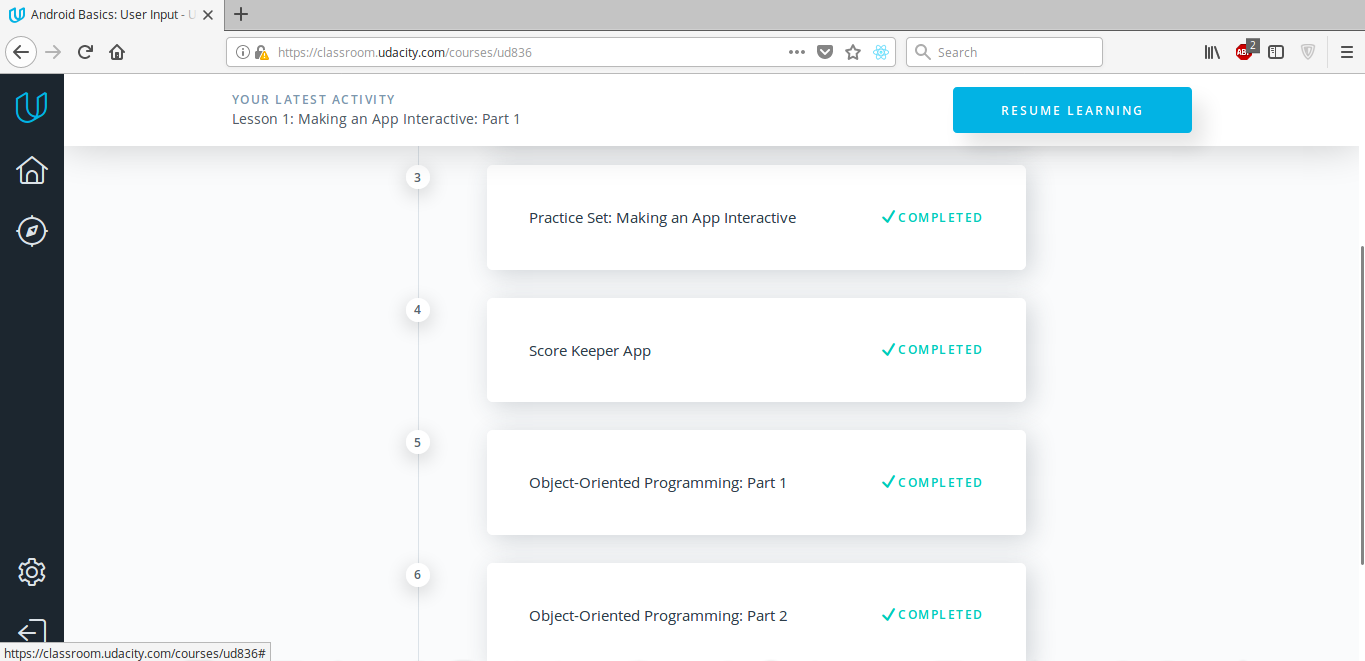 Android Basics: User Input - U
https://classroom.udacity.com/courses/ud836
Search
ABP
2
YOUR LATEST ACTIVITY
Lesson 1: Making an App Interactive: Part 1
RESUME LEARNING
3
Practice Set: Making an App Interactive
COMPLETED
4
Score Keeper App
COMPLETED
5
Object-Oriented Programming: Part 1
COMPLETED
6
Object-Oriented Programming: Part 2
COMPLETED
https://classroom.udacity.com/courses/ud836#